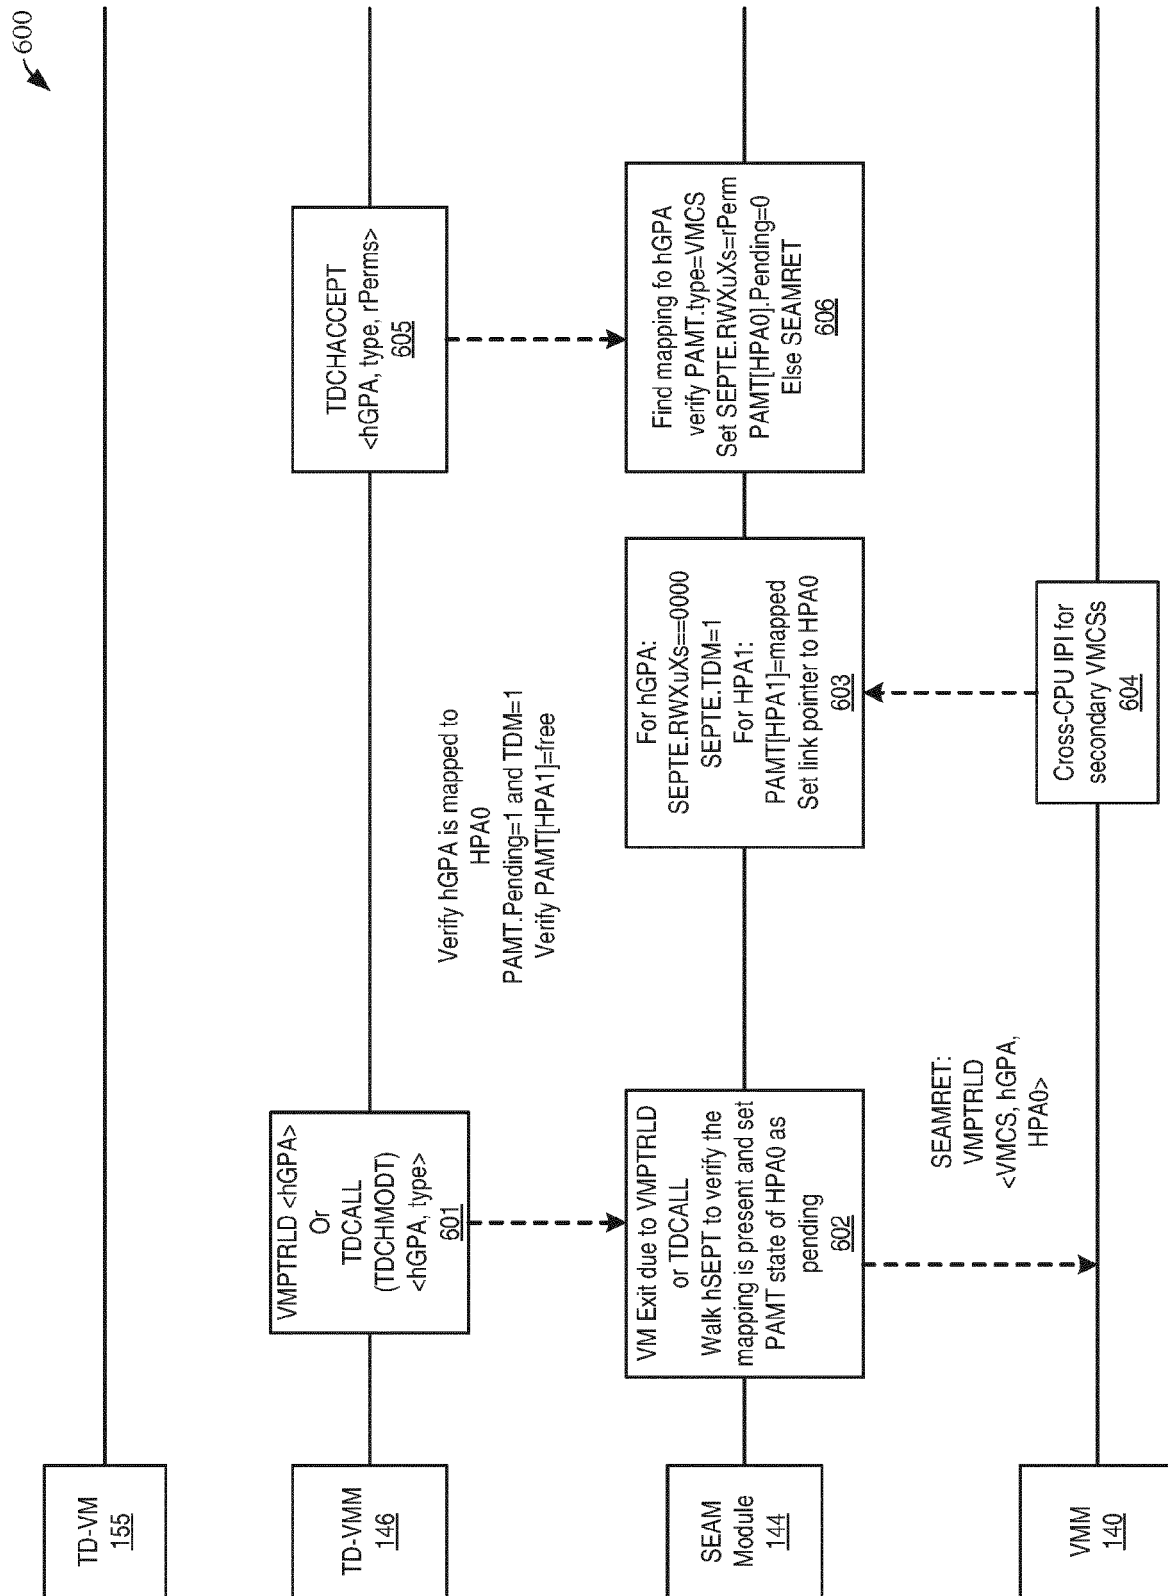 600
TD-VM
155
TD-VMM
146
SEAM
Module
144
VMM
140
VMPTRLD <hGPA>
Or
TDCALL
(TDCHMODT)
<hGPA, type>
601
VM Exit due to VMPTRLD
or TDCALL
Walk hSEPT to verify the
mapping is present and set
PAMT state of HPA0 as
pending
602
SEAMRET:
VMPTRLD
<VMCS, hGPA,
HPA0>
Verify hGPA is mapped to
HPA0
PAMT.Pending=1 and TDM=1
Verify PAMT[HPA1]=free
For hGPA:
SEPTE.RWXuXs==0000
SEPTE.TDM=1
For HPA1:
PAMT[HPA1]=mapped
Set link pointer to HPA0
603
Cross-CPU IPI for
secondary VMCSs
604
TDCHACCEPT
<hGPA, type, rPerms>
605
Find mapping fo hGPA
verify PAMT.type=VMCS
Set SEPTE.RWXuXs=rPerm
PAMT[HPA0].Pending=0
Else SEAMRET
606